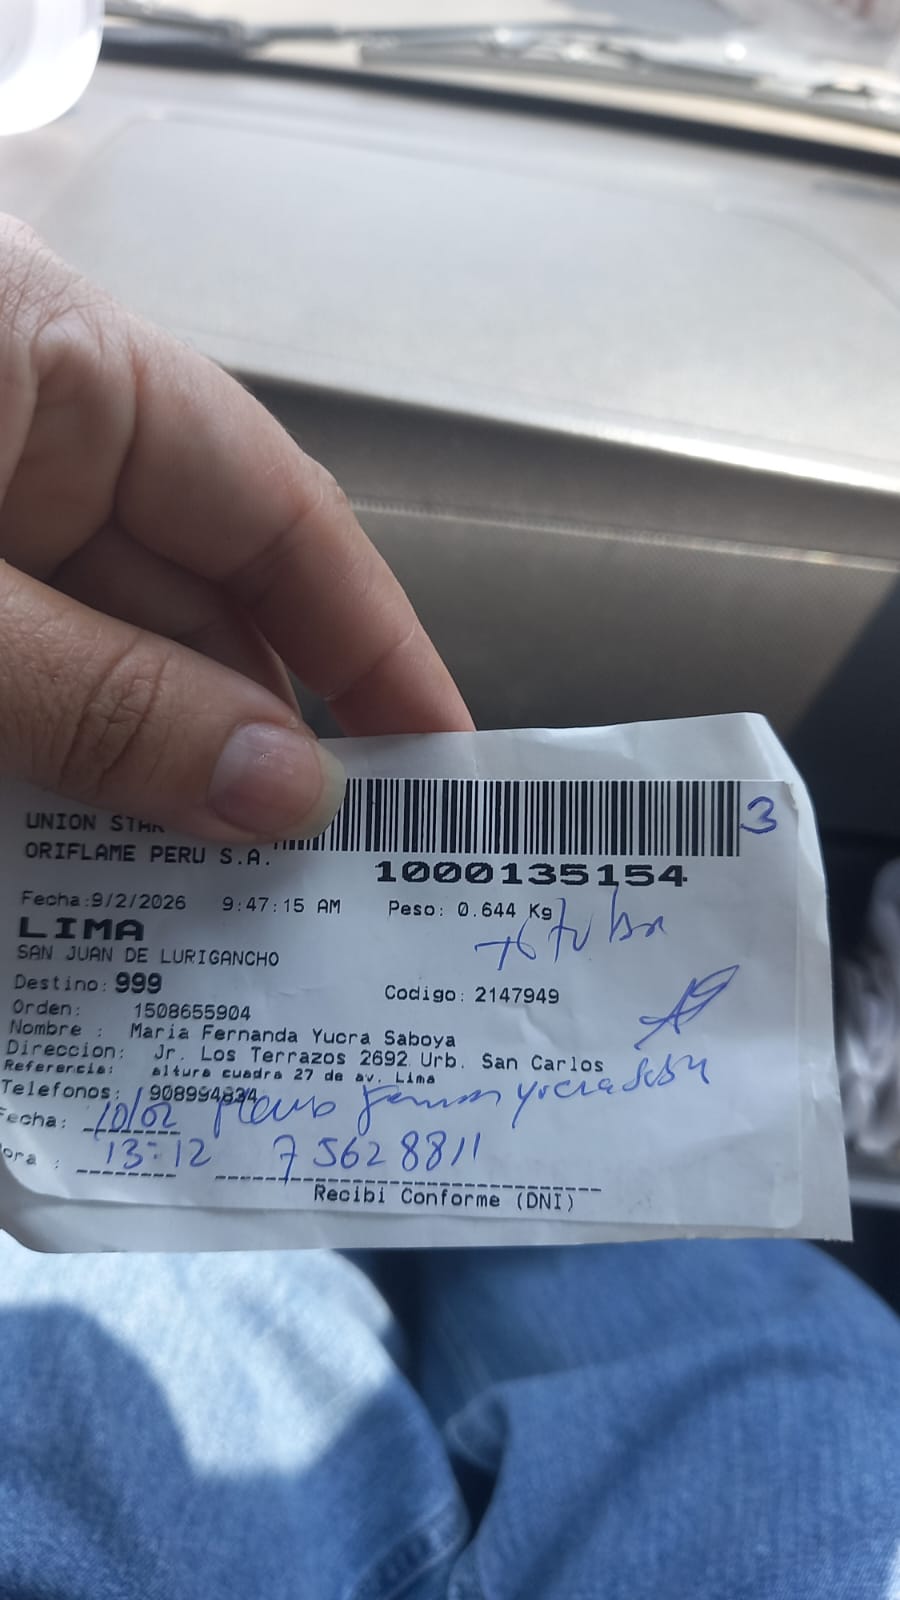 3
UNION STAR
ORIFLAME PERU S.A.
1000135154
Fecha:9/2/2026 9:47:15 AM Peso: 0.644 Kg
LIMA
SAN JUAN DE LURIGANCHO
Destino: 999
Codigo: 2147949
Orden: 1508655904
Nombre : Maria Fernanda Yucra Saboya
Direccion: Jr. Los Terrazos 2692 Urb. San Carlos
Referencia: altura cuadra 27 de av. Lima
Telefonos: 908994834
Fecha: 10/02
ora : 13:12 75628811
Recibi Conforme (DNI)